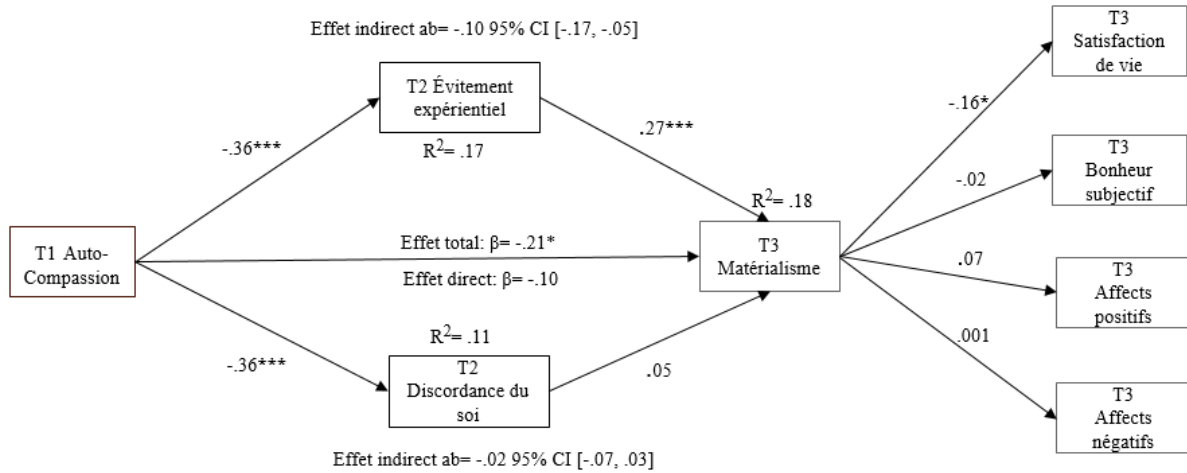 Effet indirect ab= -.10 95% CI [-.17, -.05]
T2 Évitement
expérientiel
R²= .17
-.36***
.27***
T1 Auto-
Compassion
Effet total: β= -.21*
Effet direct: β= -.10
R²= .18
T3
Matérialisme
-.36***
R²= .11
T2
Discordance du
soi
.05
Effet indirect ab= -.02 95% CI [-.07, .03]
-.16*
-.02
.07
.001
T3
Satisfaction
de vie
T3
Bonheur
subjectif
T3
Affects
positifs
T3
Affects
négatifs